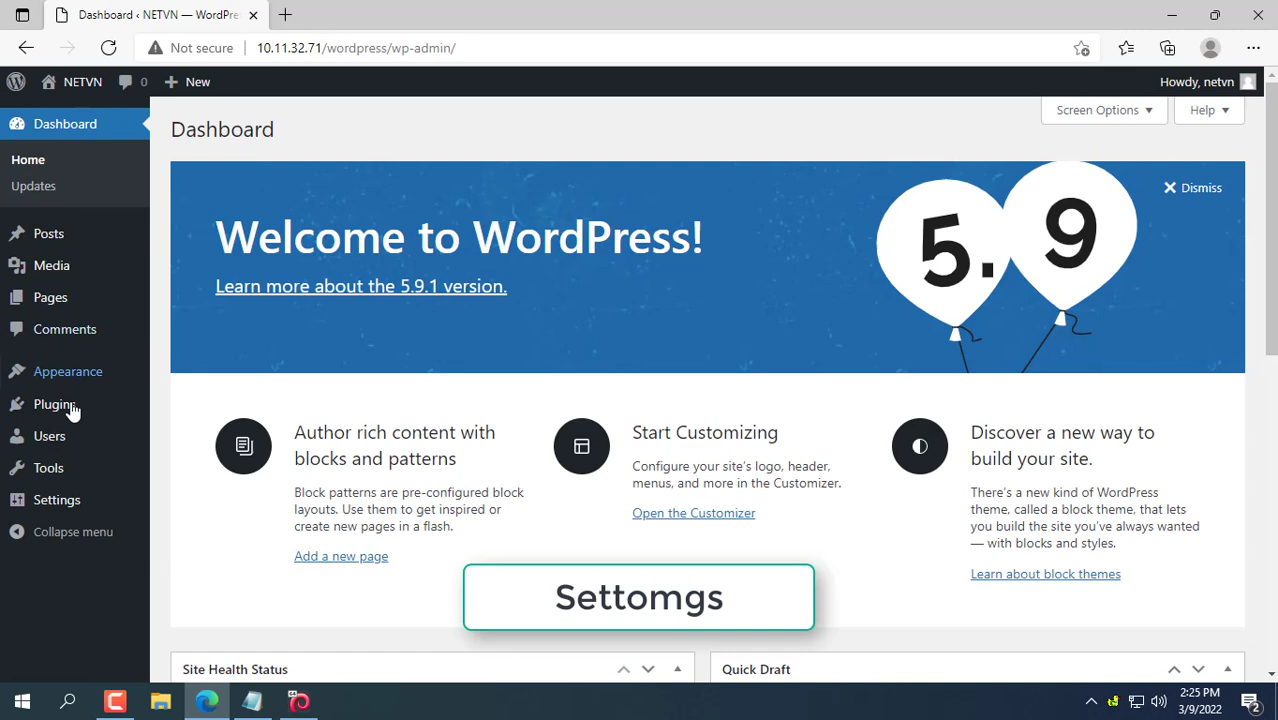 Dashboard ‹ NETVN — WordPre
Not secure
10.11.32.71/wordpress/wp-admin/
NETVN
0
New
Howdy, netvn
Dashboard
Home
Updates
Posts
Media
Pages
Comments
Appearance
Plugins
Users
Tools
Settings
Collapse menu
Screen Options
Help
Dashboard
Dismiss
Welcome to WordPress!
Learn more about the 5.9.1 version.
5.9
Author rich content with
blocks and patterns
Block patterns are pre-configured block
layouts. Use them to get inspired or
create new pages in a flash.
Add a new page
Start Customizing
Configure your site's logo, header,
menus, and more in the Customizer.
Open the Customizer
Discover a new way to
build your site.
There's a new kind of WordPress
theme, called a block theme, that lets
you build the site you've always wanted
— with blocks and styles.
Learn about block themes
Settomgs
Site Health Status
Quick Draft
2:25 PM
3/9/2022
2